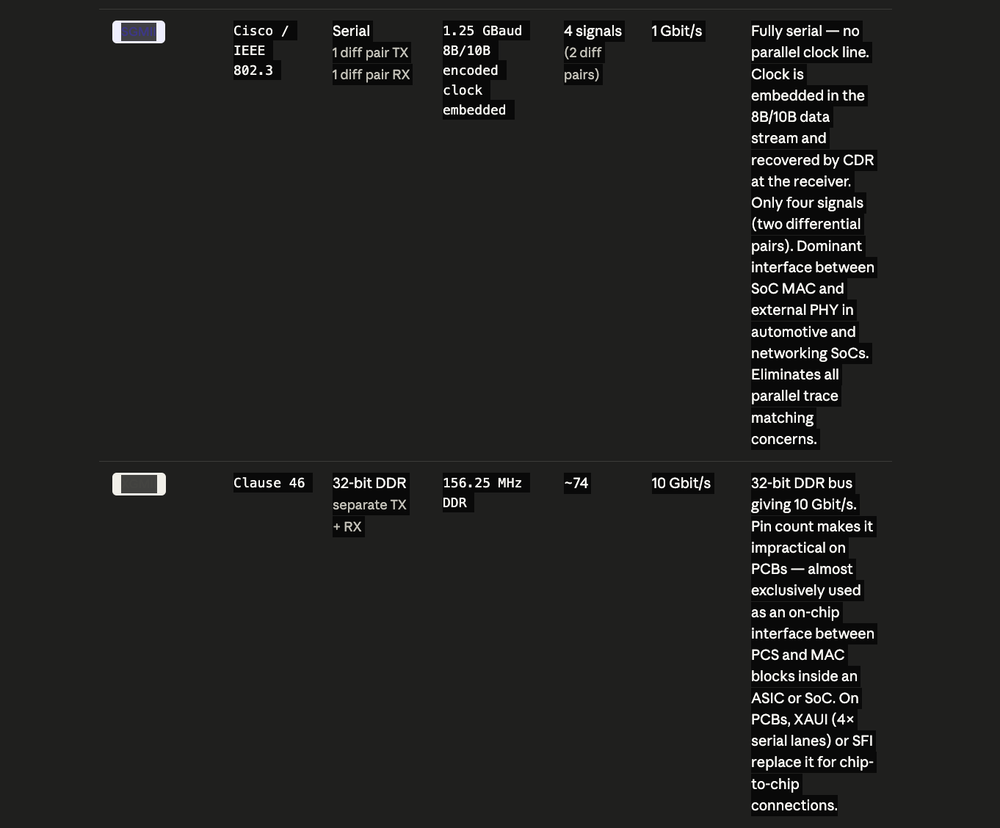 SGMII
Cisco /
IEEE
802.3
Serial
1 diff pair TX
1 diff pair RX
1.25 GBaud
8B/10B
encoded
clock
embedded
4 signals
(2 diff
pairs)
1 Gbit/s
Fully serial — no
parallel clock line.
Clock is
embedded in the
8B/10B data
stream and
recovered by CDR
at the receiver.
Only four signals
(two differential
pairs). Dominant
interface between
SoC MAC and
external PHY in
automotive and
networking SoCs.
Eliminates all
parallel trace
matching
concerns.
Clause 46
32-bit DDR
separate TX
+ RX
156.25 MHz
DDR
~74
10 Gbit/s
32-bit DDR bus
giving 10 Gbit/s.
Pin count makes it
impractical on
PCBs — almost
exclusively used
as an on-chip
interface between
PCS and MAC
blocks inside an
ASIC or SoC. On
PCBs, XAUI (4×
serial lanes) or SFI
replace it for chip-
to-chip
connections.